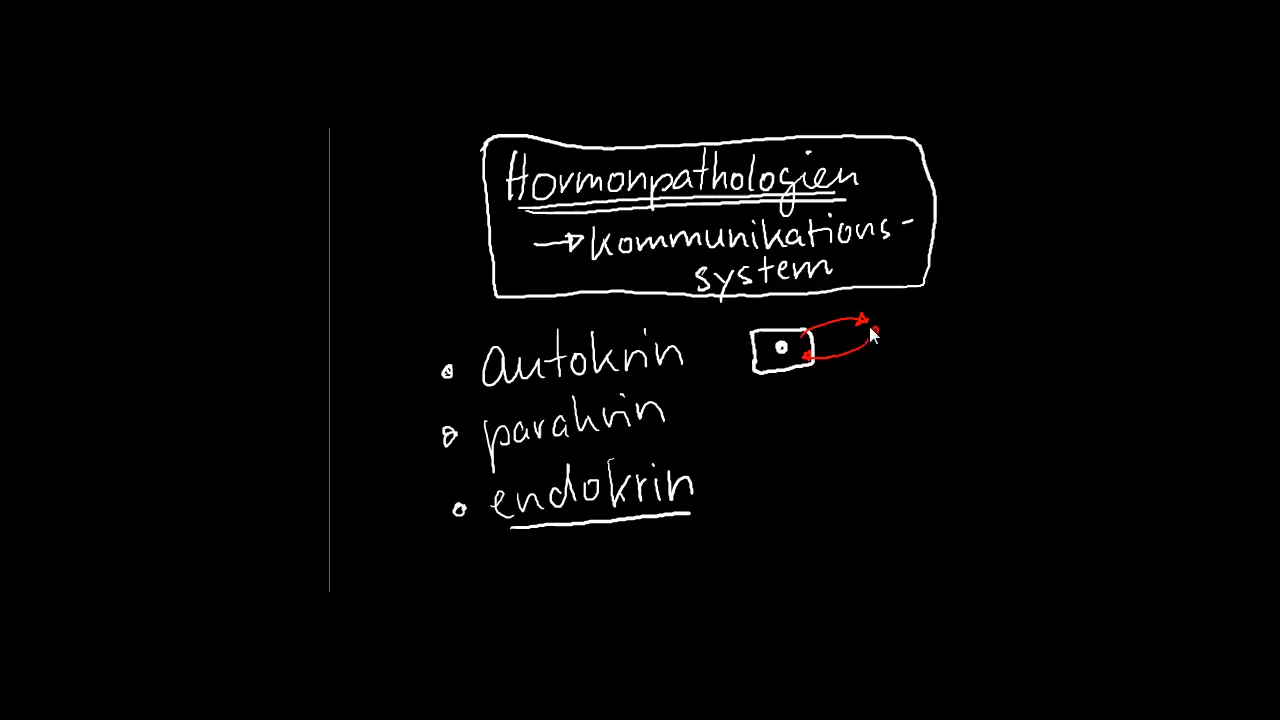 Hormonpathologien
→ kommunikations-
system
• autokrin
• parakrin
• endokrin